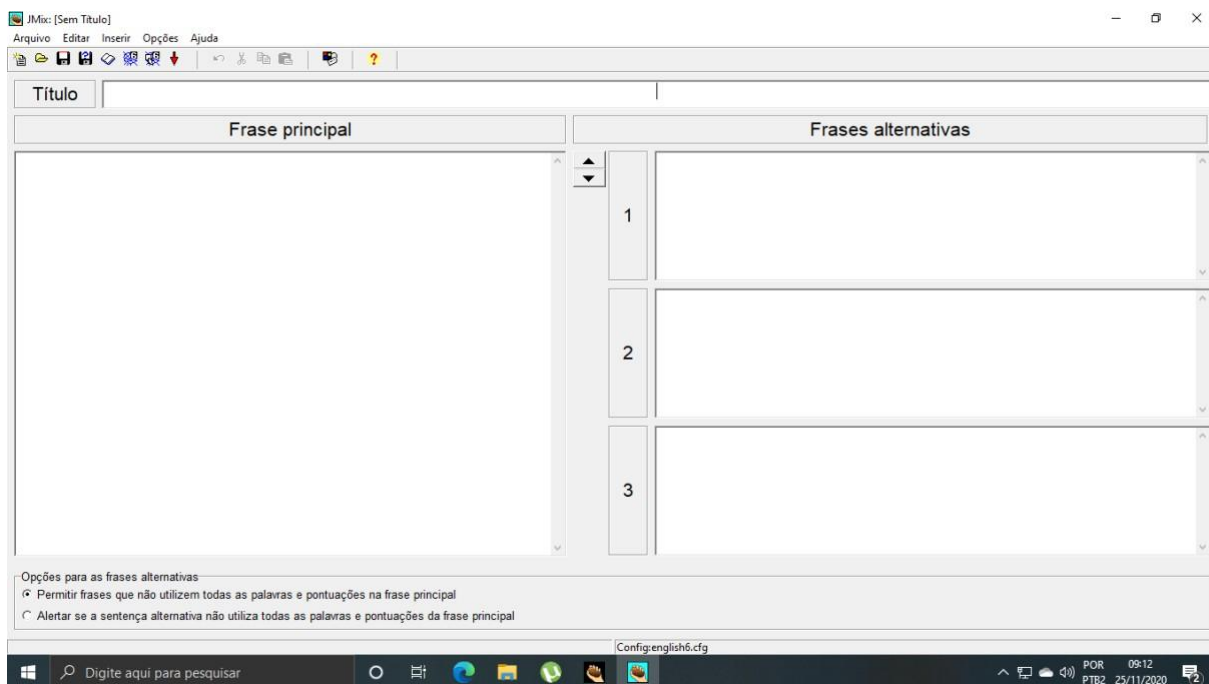 JMix: [Sem Título]
Arquivo Editar Inserir Opções Ajuda
Título
Frase principal
Frases alternativas
1
2
3
Opções para as frases alternativas
Permitir frases que não utilizem todas as palavras e pontuações na frase principal
Alertar se a sentença alternativa não utiliza todas as palavras e pontuações da frase principal
Config:english6.cfg
Digite aqui para pesquisar
POR 09:12
PTB2 25/11/2020
2